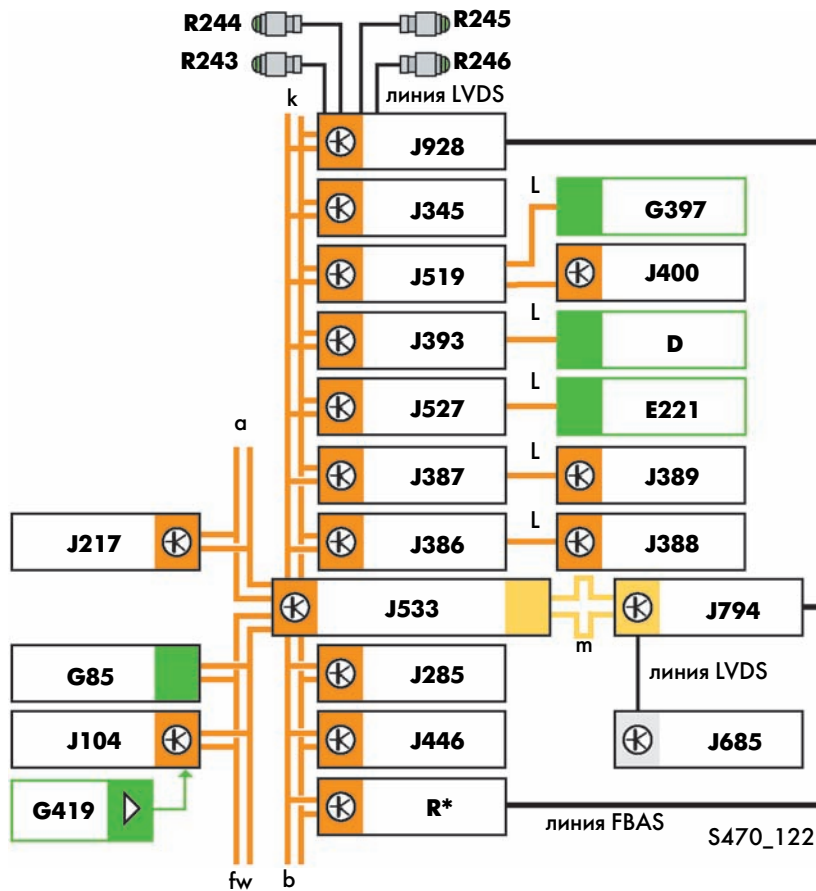 R244 R245
R243 R246
k линия LVDS
J928
J345 L G397
J519 J400
J393 L D
J527 L E221
a
J387 L J389
J217 J386 L J388
J533 J794
m
G85 J285 линия LVDS
J104 J446 J685
G419 R*
линия FBAS S470_122
fw b